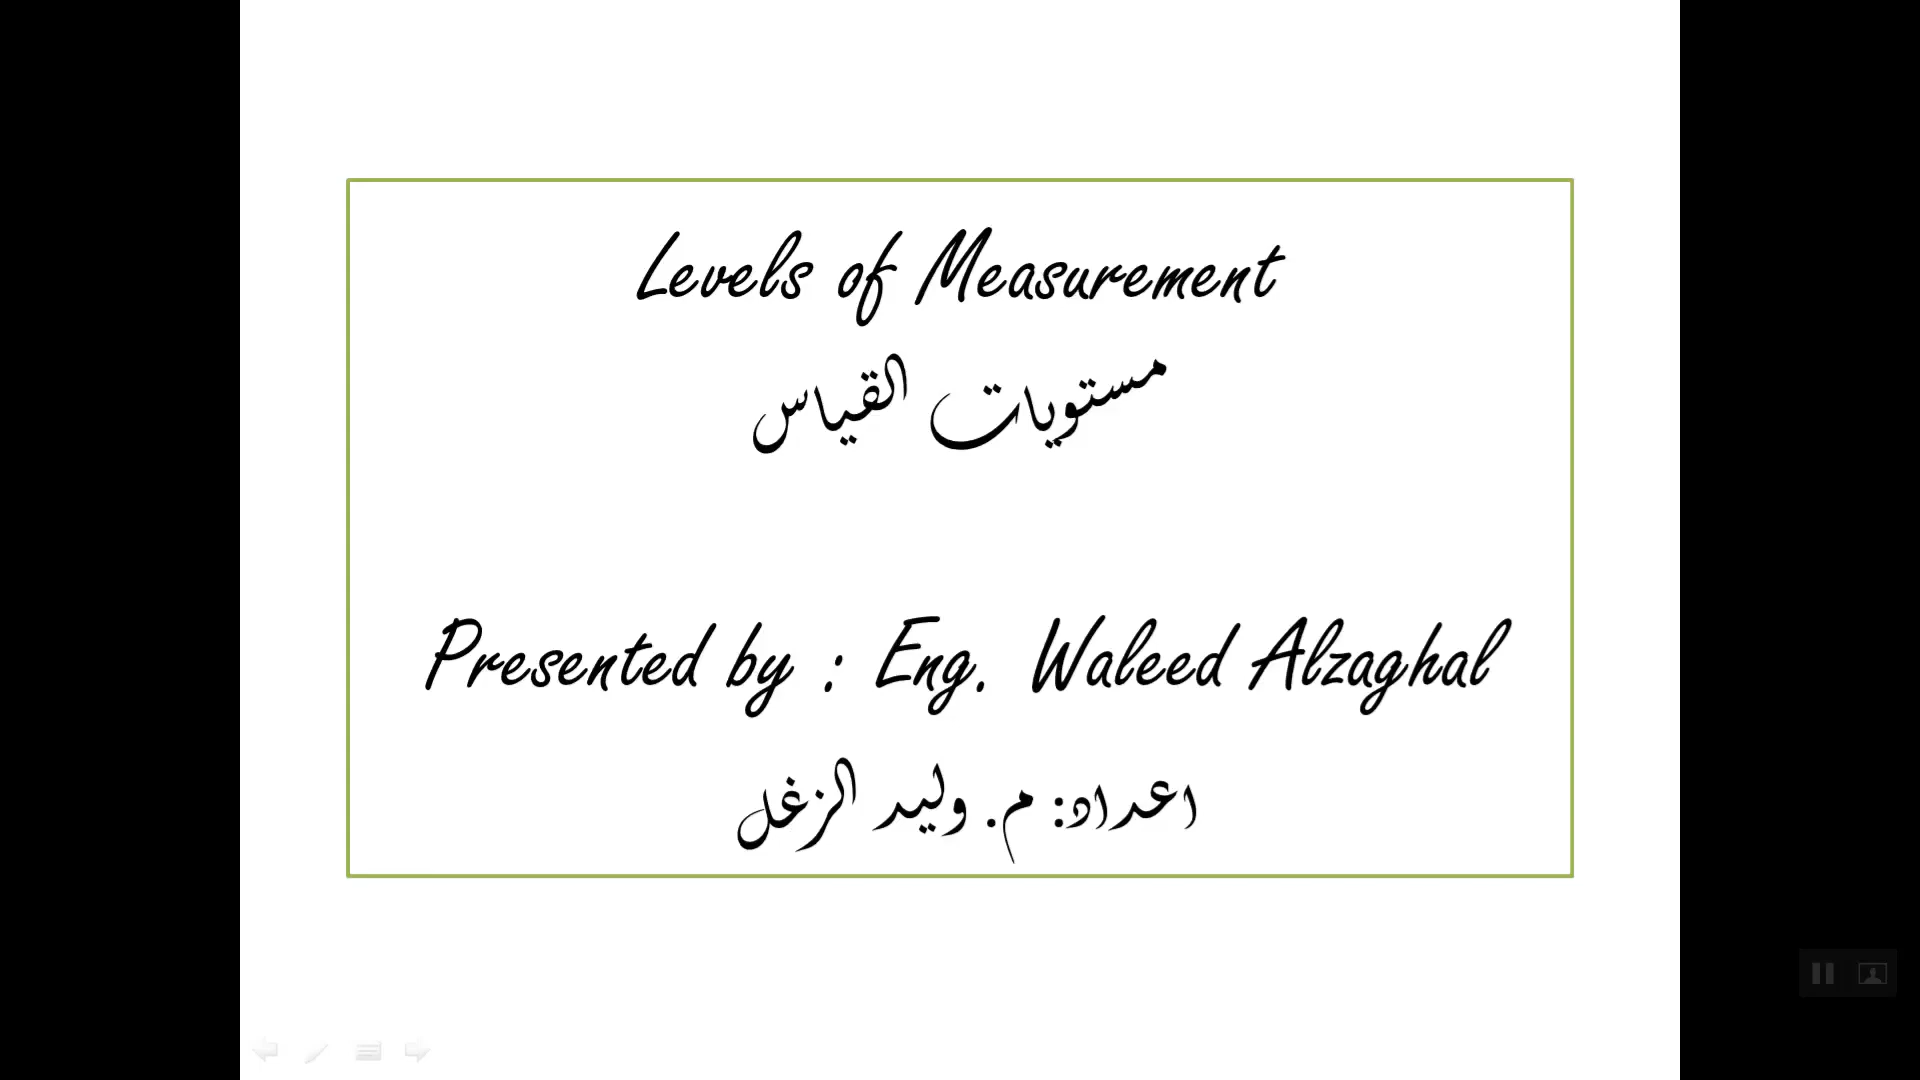 Levels of Measurement
مستويات القياس
Presented by : Eng. Waleed Alzaghal
اعداد: م. وليد الزغل